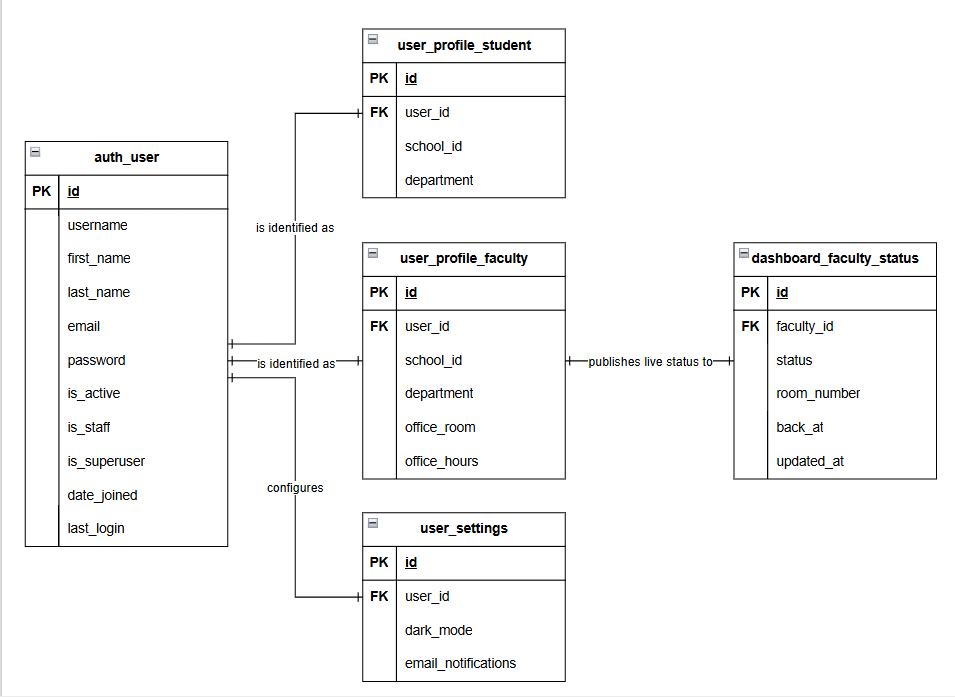 user_profile_student
PK id
FK user_id
school_id
department
auth_user
PK id
username
first_name
last_name
email
password
is_active
is_staff
is_superuser
date_joined
last_login
is identified as
is identified as
configures
user_profile_faculty
PK id
FK user_id
school_id
department
office_room
office_hours
publishes live status to
dashboard_faculty_status
PK id
FK faculty_id
status
room_number
back_at
updated_at
user_settings
PK id
FK user_id
dark_mode
email_notifications